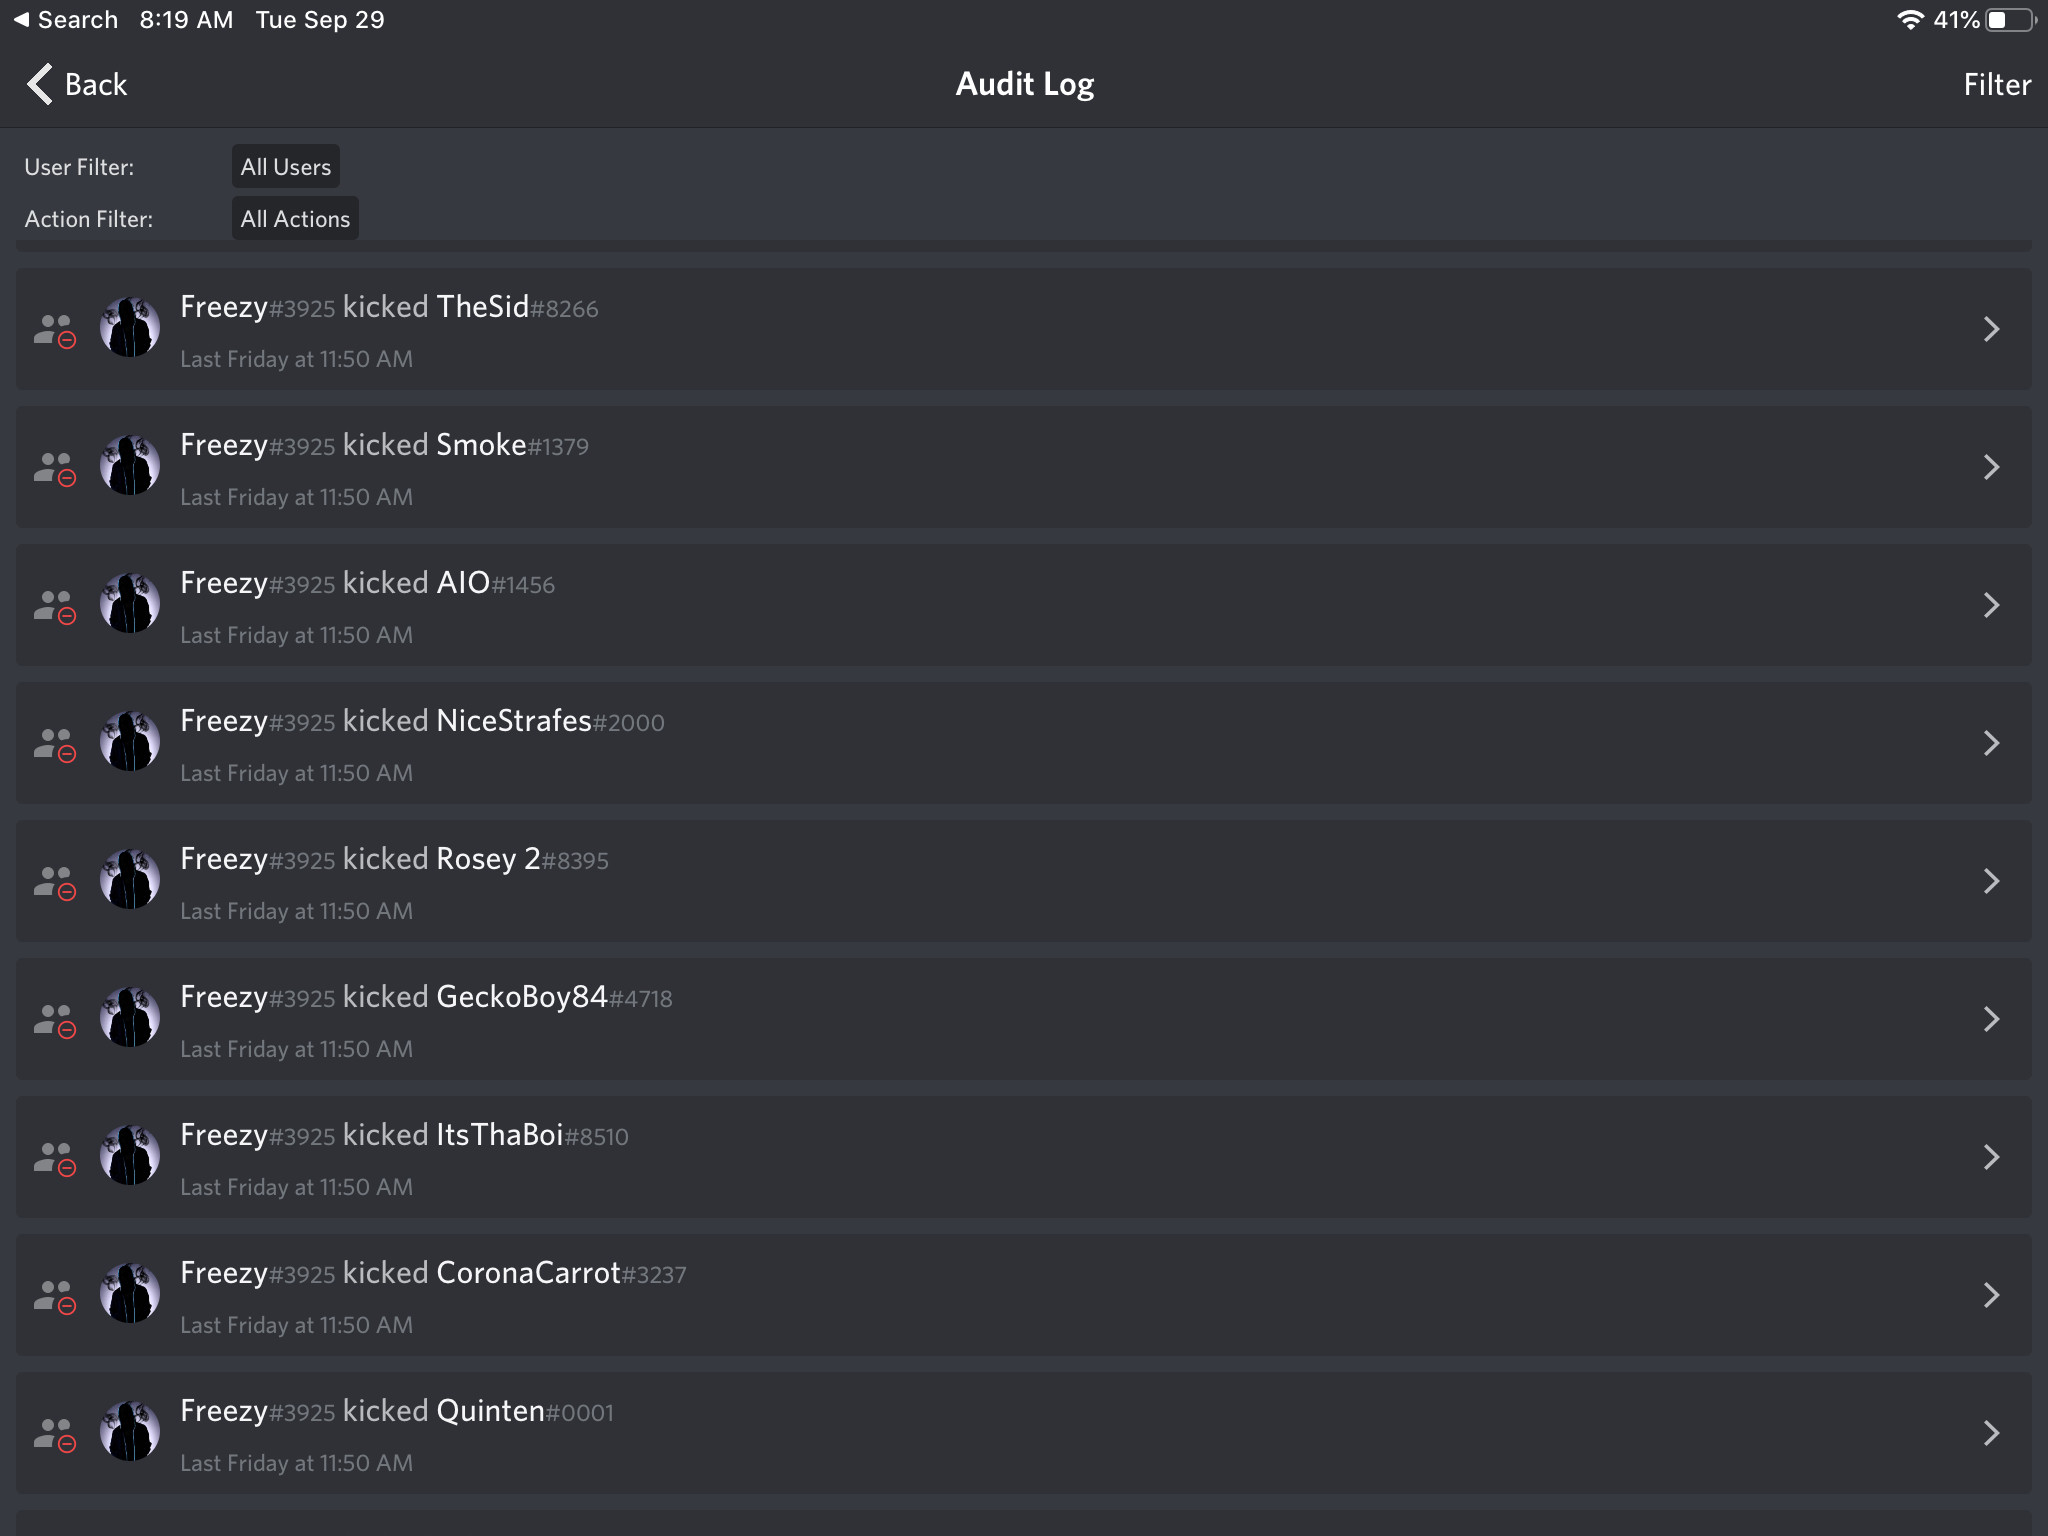 Search 8:19 AM Tue Sep 29 41%
Back Audit Log Filter
User Filter: All Users
Action Filter: All Actions
Freezy#3925 kicked TheSid#8266
Last Friday at 11:50 AM
Freezy#3925 kicked Smoke#1379
Last Friday at 11:50 AM
Freezy#3925 kicked AIO#1456
Last Friday at 11:50 AM
Freezy#3925 kicked NiceStrafes#2000
Last Friday at 11:50 AM
Freezy#3925 kicked Rosey 2#8395
Last Friday at 11:50 AM
Freezy#3925 kicked GeckoBoy84#4718
Last Friday at 11:50 AM
Freezy#3925 kicked ItsThaBoi#8510
Last Friday at 11:50 AM
Freezy#3925 kicked CoronaCarrot#3237
Last Friday at 11:50 AM
Freezy#3925 kicked Quinten#0001
Last Friday at 11:50 AM